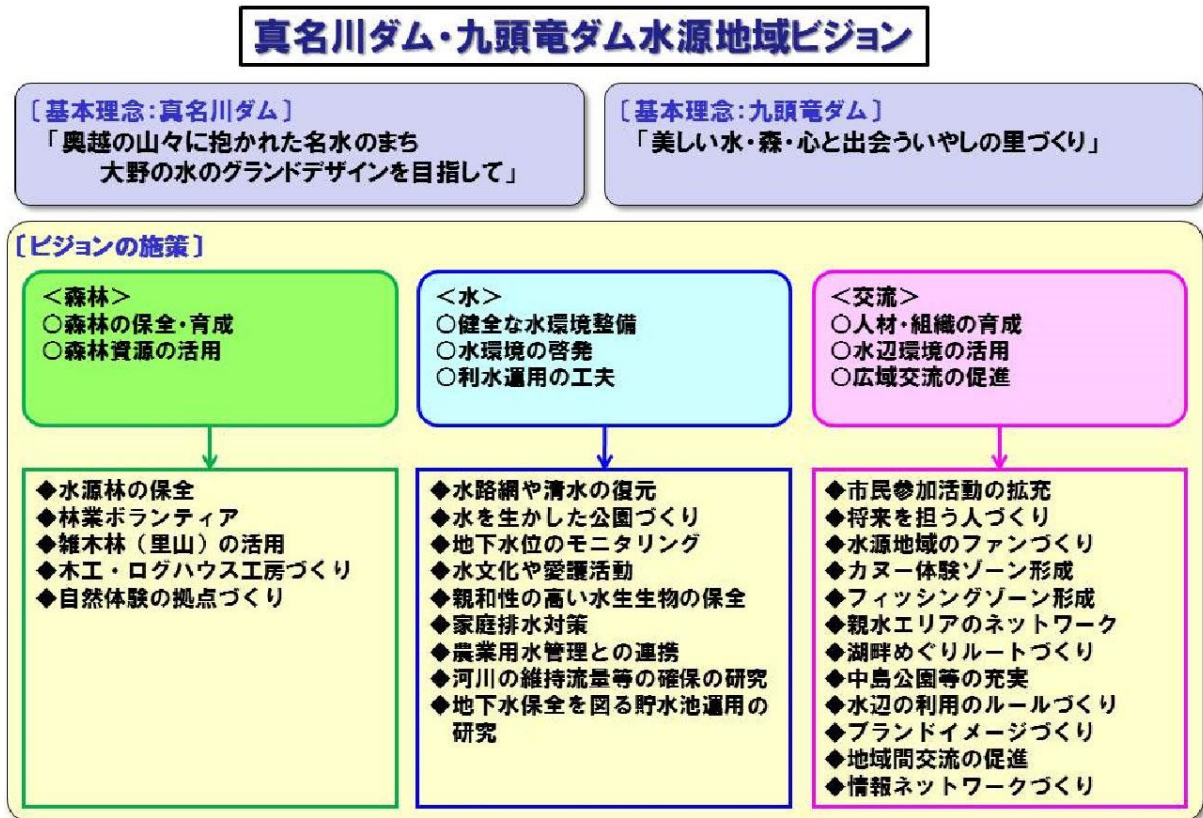 真名川ダム・九頭竜ダム水源地域ビジョン
[基本理念:真名川ダム]
「奥越の山々に抱かれた名水のまち
大野の水のグランドデザインを目指して」
[基本理念:九頭竜ダム]
「美しい水・森・心と出会ういやしの里づくり」
[ビジョンの施策]
<森林>
○森林の保全・育成
○森林資源の活用
◆水源林の保全
◆林業ボランティア
◆雑木林(里山)の活用
◆木工・ログハウス工房づくり
◆自然体験の拠点づくり
<水>
○健全な水環境整備
○水環境の啓発
○利水運用の工夫
◆水路網や清水の復元
◆水を生かした公園づくり
◆地下水位のモニタリング
◆水文化や愛護活動
◆親和性の高い水生生物の保全
◆家庭排水対策
◆農業用水管理との連携
◆河川の維持流量等の確保の研究
◆地下水保全を図る貯水池運用の
研究
<交流>
○人材・組織の育成
○水辺環境の活用
○広域交流の促進
◆市民参加活動の拡充
◆将来を担う人づくり
◆水源地域のファンづくり
◆カヌー体験ゾーン形成
◆フィッシングゾーン形成
◆親水エリアのネットワーク
◆湖畔めぐりルートづくり
◆中島公園等の充実
◆水辺の利用のルールづくり
◆ブランドイメージづくり
◆地域間交流の促進
◆情報ネットワークづくり